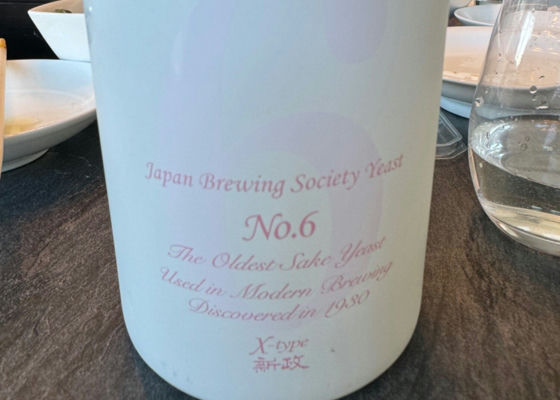 Japan Brewing Society Yeast
No.6
The Oldest Sake Yeast
Used in Modern Brewing
Discovered in 1930
X-type
新政